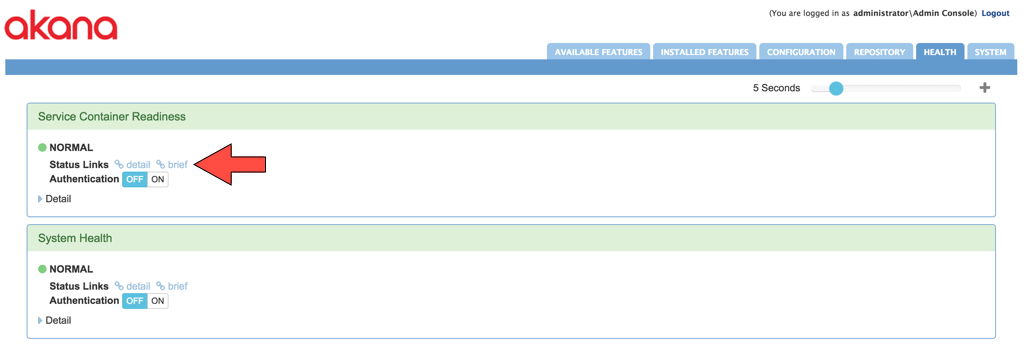 (You are logged in as administrator\Admin Console) Logout
akana
AVAILABLE FEATURES INSTALLED FEATURES CONFIGURATION REPOSITORY HEALTH SYSTEM
5 Seconds
Service Container Readiness
NORMAL
Status Links detail brief
Authentication OFF ON
Detail
System Health
NORMAL
Status Links detail brief
Authentication OFF ON
Detail